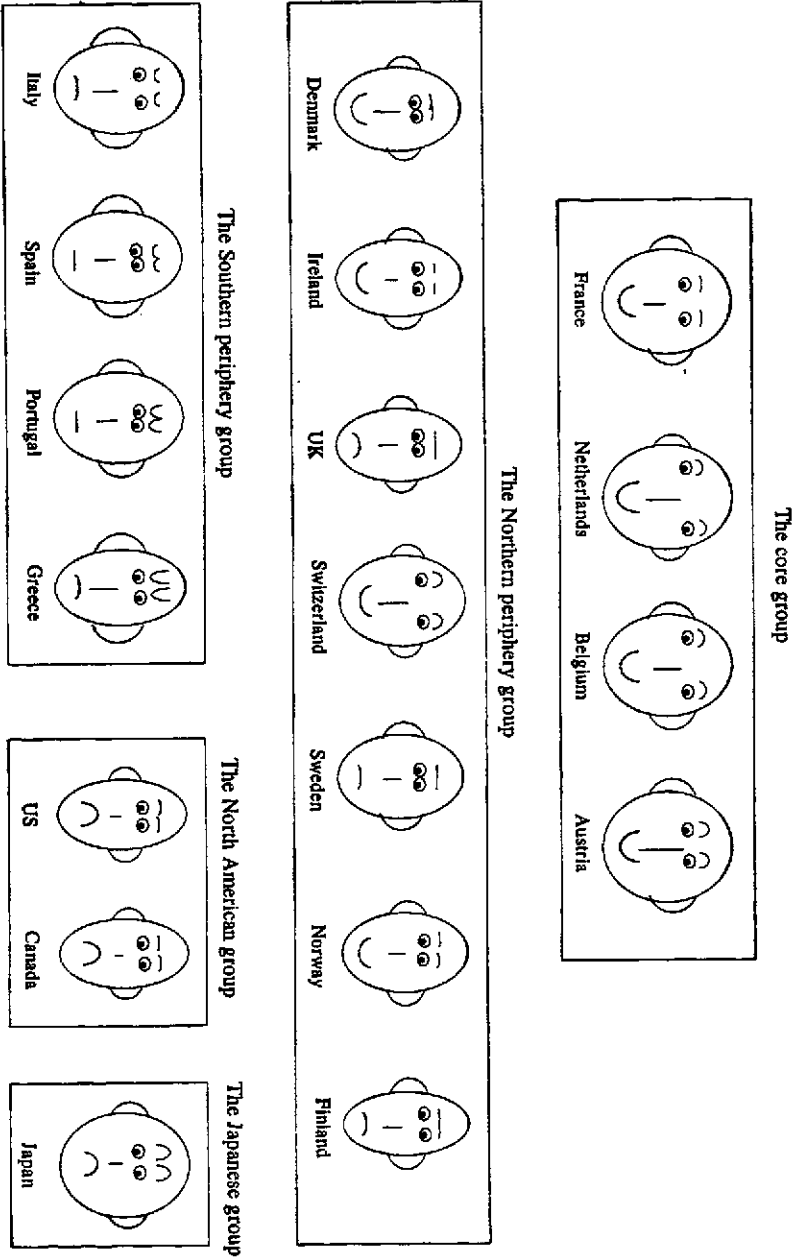 The core group
France Netherlands Belgium Austria
The Northern periphery group
Denmark Ireland UK Switzerland Sweden Norway Finland
The Southern periphery group
Italy Spain Portugal Greece
The North American group
US Canada
The Japanese group
Japan